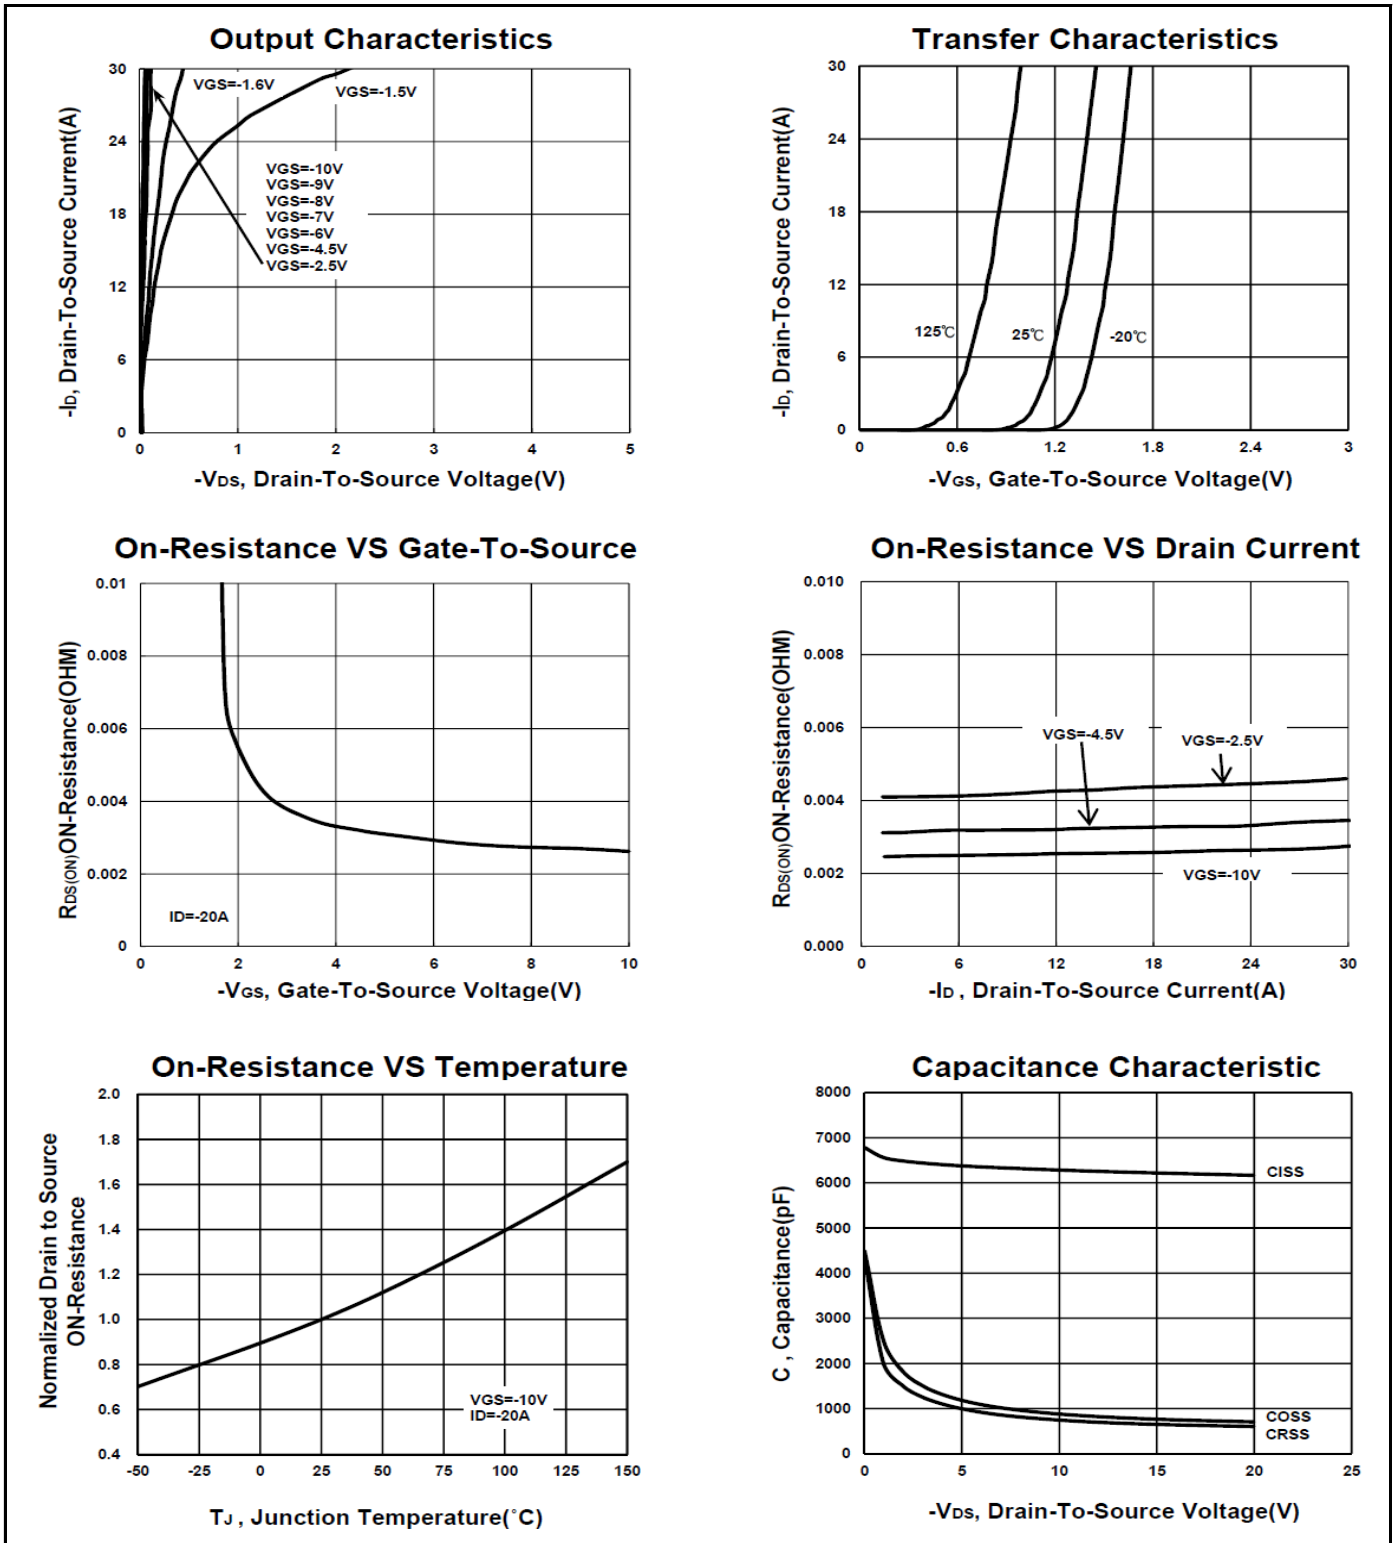 Output Characteristics
30
24
18
12
6
0
VGS=-1.6V
VGS=-1.5V
VGS=-10V
VGS=-9V
VGS=-8V
VGS=-7V
VGS=-6V
VGS=-4.5V
VGS=-2.5V
0 1 2 3 4 5
-ID, Drain-To-Source Current(A)
-VDS, Drain-To-Source Voltage(V)
Transfer Characteristics
30
24
18
12
6
0
125℃ 25℃ -20℃
0 0.6 1.2 1.8 2.4 3
-ID, Drain-To-Source Current(A)
-VGS, Gate-To-Source Voltage(V)
On-Resistance VS Gate-To-Source
0.01
0.008
0.006
0.004
0.002
0
ID=-20A
0 2 4 6 8 10
RDS(ON)ON-Resistance(OHM)
-VGS, Gate-To-Source Voltage(V)
On-Resistance VS Drain Current
0.010
0.008
0.006
0.004
0.002
0.000
VGS=-4.5V
VGS=-2.5V
VGS=-10V
0 6 12 18 24 30
RDS(ON)ON-Resistance(OHM)
-ID , Drain-To-Source Current(A)
On-Resistance VS Temperature
2.0
1.8
1.6
1.4
1.2
1.0
0.8
0.6
0.4
VGS=-10V
ID=-20A
-50 -25 0 25 50 75 100 125 150
Normalized Drain to Source
ON-Resistance
TJ , Junction Temperature(°C)
Capacitance Characteristic
8000
7000
6000
5000
4000
3000
2000
1000
0
CISS
COSS
CRSS
0 5 10 15 20 25
C , Capacitance(pF)
-VDS, Drain-To-Source Voltage(V)